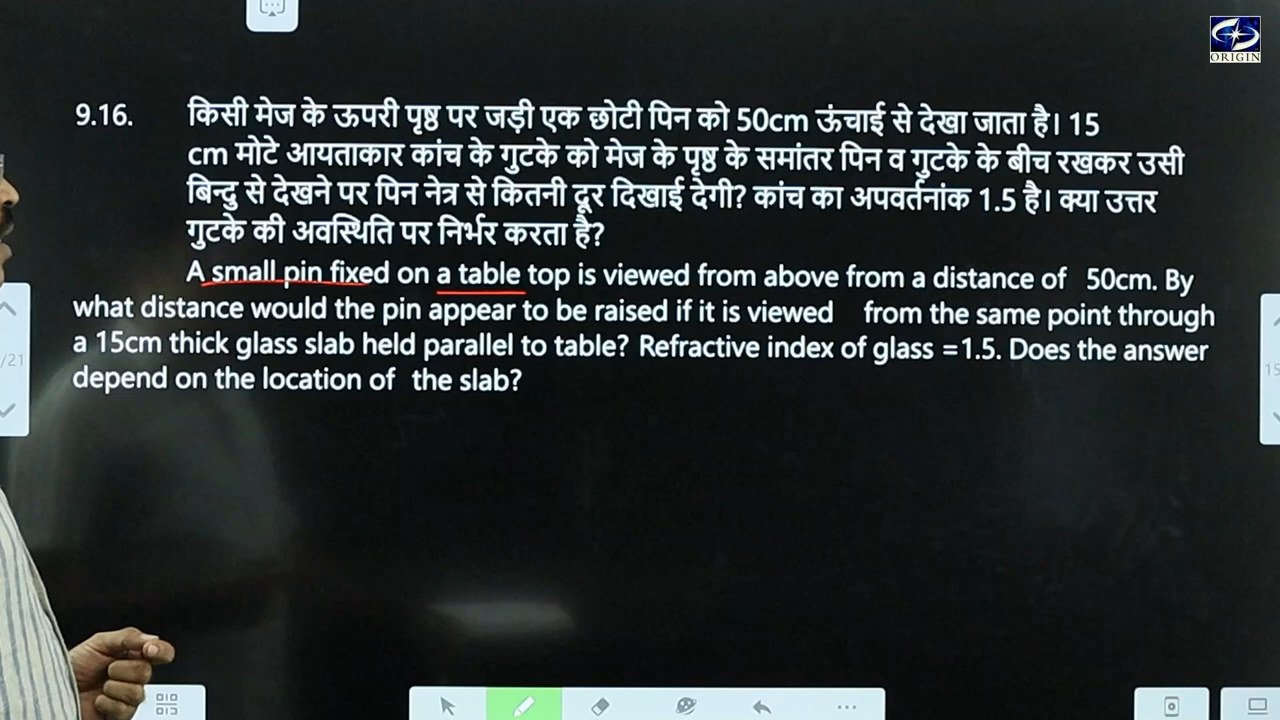 ORIGIN
9.16. किसी मेज के ऊपरी पृष्ठ पर जड़ी एक छोटी पिन को 50cm ऊंचाई से देखा जाता है। 15
cm मोटे आयताकार कांच के गुटके को मेज के पृष्ठ के समांतर पिन व गुटके के बीच रखकर उसी
बिन्दु से देखने पर पिन नेत्र से कितनी दूर दिखाई देगी? कांच का अपवर्तनांक 1.5 है। क्या उत्तर
गुटके की अवस्थिति पर निर्भर करता है?
A small pin fixed on a table top is viewed from above from a distance of 50cm. By
what distance would the pin appear to be raised if it is viewed from the same point through
a 15cm thick glass slab held parallel to table? Refractive index of glass =1.5. Does the answer
depend on the location of the slab?
/21
15